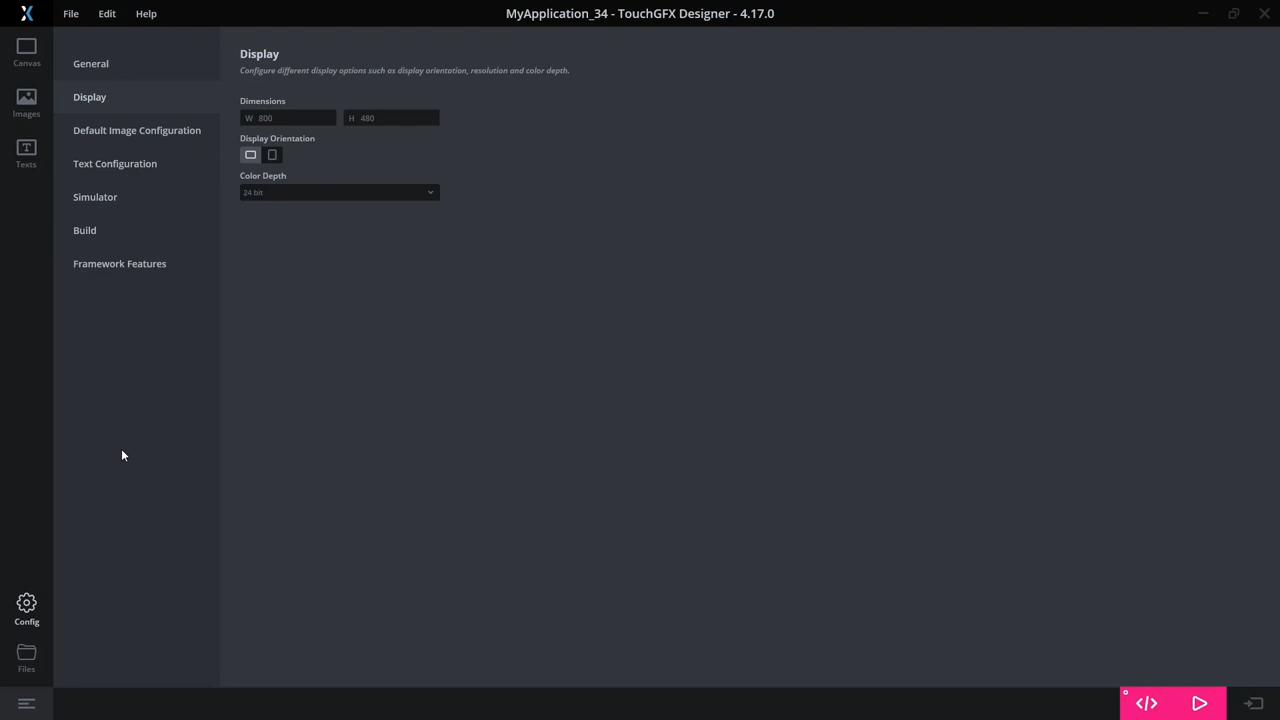 File Edit Help
MyApplication_34 - TouchGFX Designer - 4.17.0
Canvas
Images
Texts
Config
Files
General
Display
Default Image Configuration
Text Configuration
Simulator
Build
Framework Features
Display
Configure different display options such as display orientation, resolution and color depth.
Dimensions
W 800 H 480
Display Orientation
Color Depth
24 bit